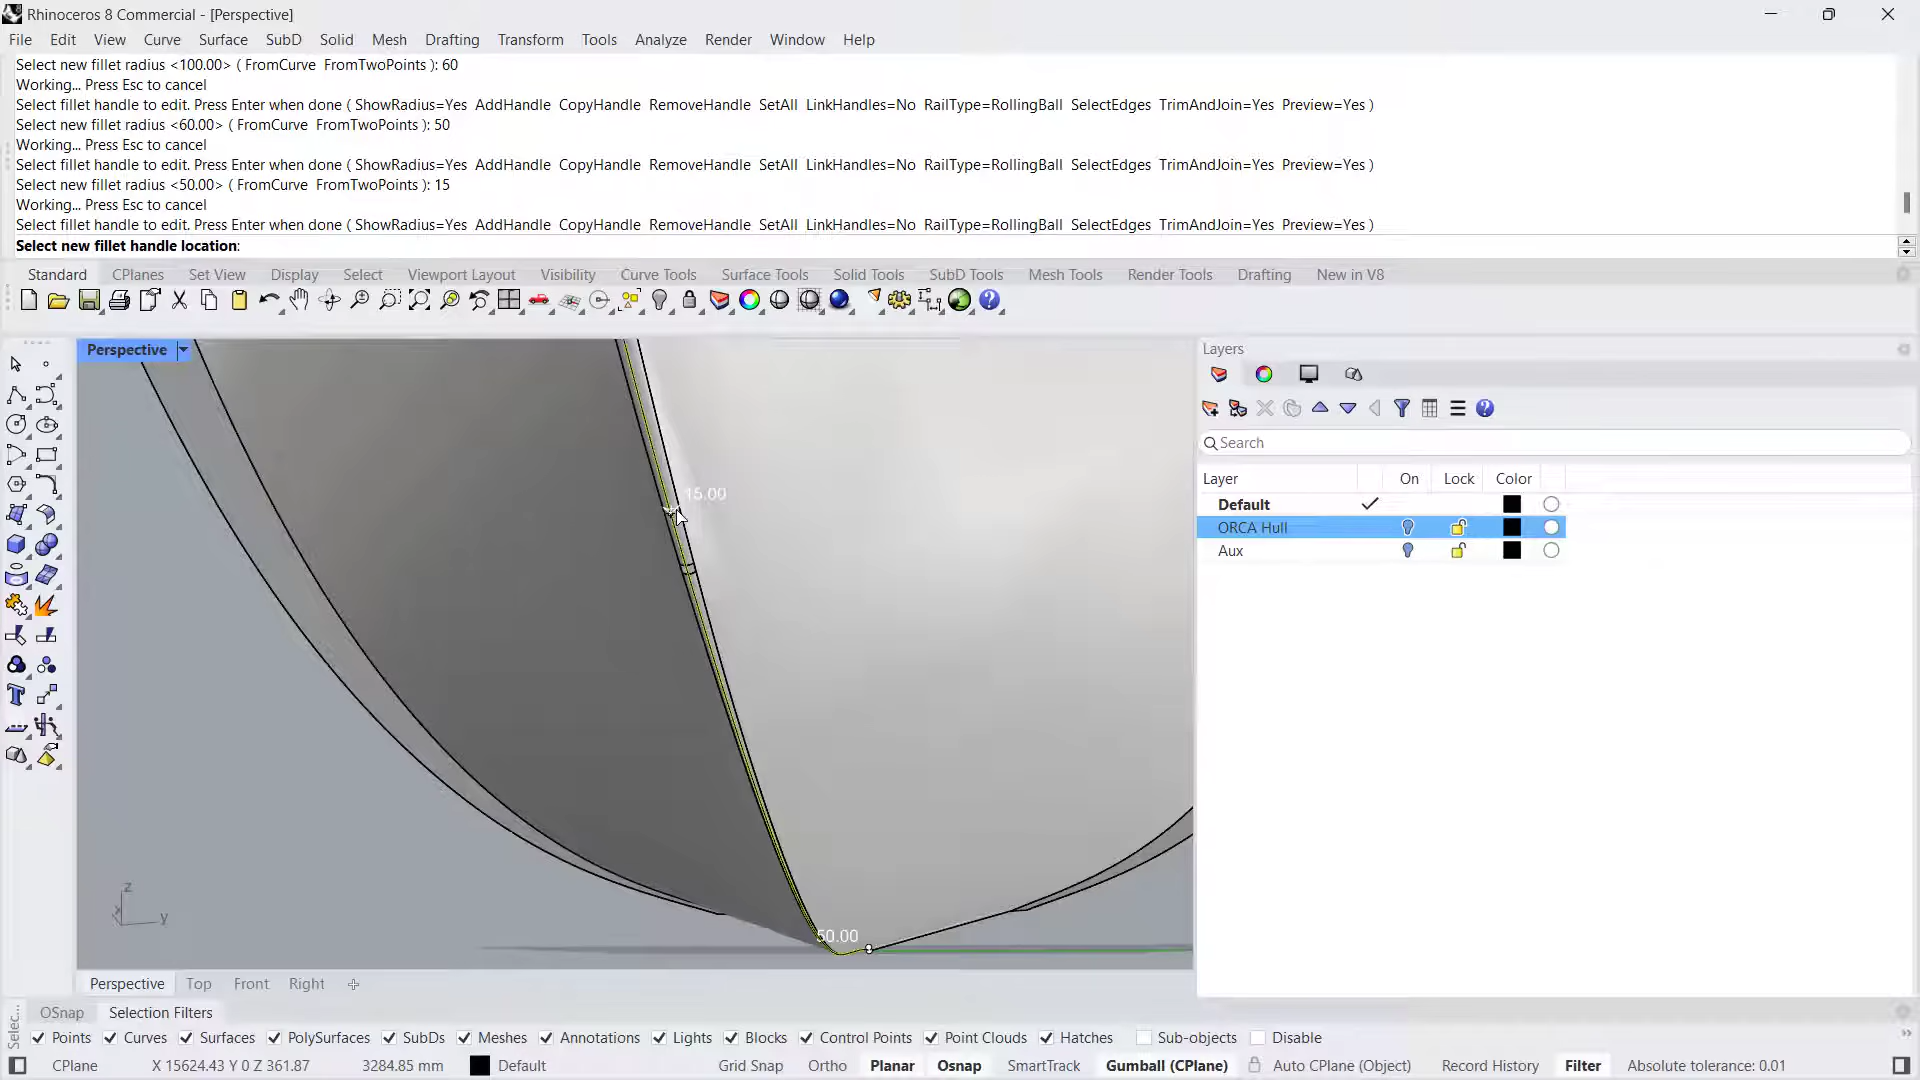 Rhinoceros 8 Commercial - [Perspective]
File Edit View Curve Surface SubD Solid Mesh Drafting Transform Tools Analyze Render Window Help
Select new fillet radius <100.00> ( FromCurve FromTwoPoints ): 60
Working... Press Esc to cancel
Select fillet handle to edit. Press Enter when done ( ShowRadius=Yes AddHandle CopyHandle RemoveHandle SetAll LinkHandles=No RailType=RollingBall SelectEdges TrimAndJoin=Yes Preview=Yes )
Select new fillet radius <60.00> ( FromCurve FromTwoPoints ): 50
Working... Press Esc to cancel
Select fillet handle to edit. Press Enter when done ( ShowRadius=Yes AddHandle CopyHandle RemoveHandle SetAll LinkHandles=No RailType=RollingBall SelectEdges TrimAndJoin=Yes Preview=Yes )
Select new fillet radius <50.00> ( FromCurve FromTwoPoints ): 15
Working... Press Esc to cancel
Select fillet handle to edit. Press Enter when done ( ShowRadius=Yes AddHandle CopyHandle RemoveHandle SetAll LinkHandles=No RailType=RollingBall SelectEdges TrimAndJoin=Yes Preview=Yes )
Select new fillet handle location:
Standard CPlanes Set View Display Select Viewport Layout Visibility Curve Tools Surface Tools Solid Tools SubD Tools Mesh Tools Render Tools Drafting New in V8
Perspective
15.00
50.00
z
x y
Layers
Search
Layer On Lock Color
Default
ORCA Hull
Aux
Perspective Top Front Right
Selec...
OSnap Selection Filters
Points Curves Surfaces PolySurfaces SubDs Meshes Annotations Lights Blocks Control Points Point Clouds Hatches Sub-objects Disable
CPlane X 15624.43 Y 0 Z 361.87 3284.85 mm Default Grid Snap Ortho Planar Osnap SmartTrack Gumball (CPlane) Auto CPlane (Object) Record History Filter Absolute tolerance: 0.01